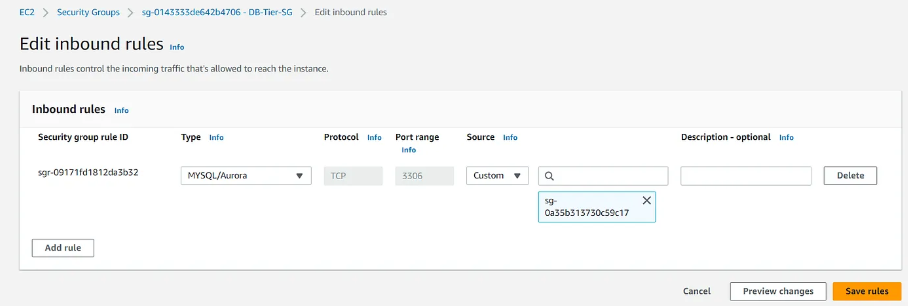 EC2 > Security Groups > sg-0143333de642b4706 - DB-Tier-SG > Edit inbound rules
Edit inbound rules Info
Inbound rules control the incoming traffic that's allowed to reach the instance.
Inbound rules Info
Security group rule ID Type Info Protocol Info Port range Info Source Info Description - optional Info
sgr-09171fd1812da3b32 MYSQL/Aurora TCP 3306 Custom Delete
sg-
0a35b313730c59c17
Add rule
Cancel Preview changes Save rules